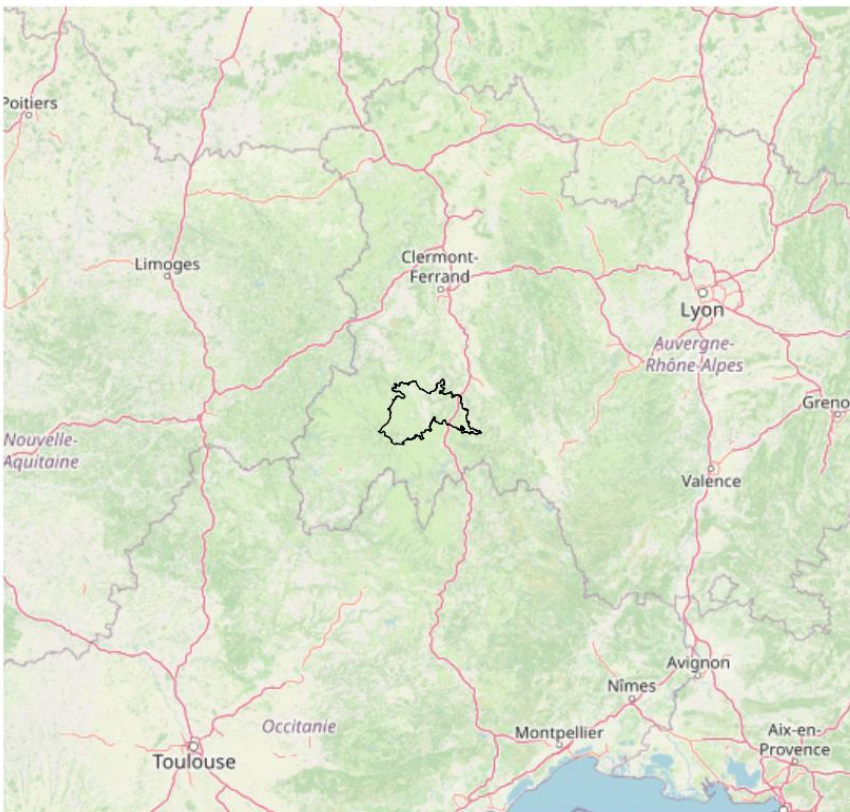 Poitiers
Limoges
Clermont-
Ferrand
Lyon
Auvergne-
Rhône-Alpes
Greno
Nouvelle-
Aquitaine
Valence
Avignon
Nîmes
Occitanie
Montpellier
Aix-en-
Provence
Toulouse